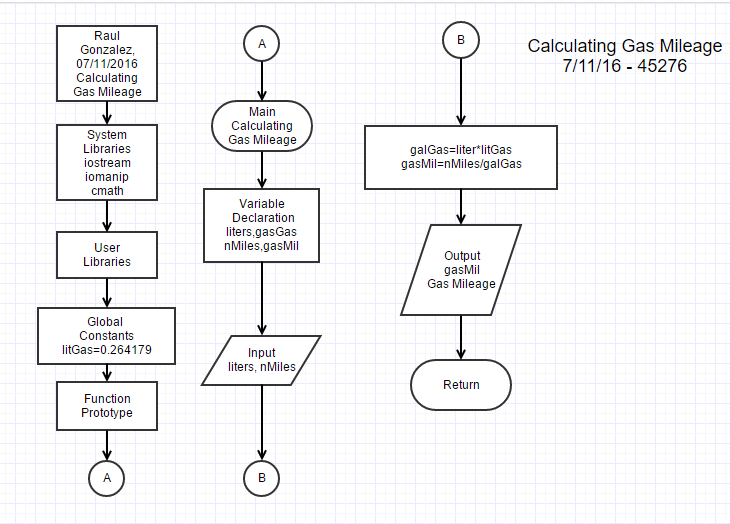 Raul
Gonzalez,
07/11/2016
Calculating
Gas Mileage
System
Libraries
iostream
iomanip
cmath
User
Libraries
Global
Constants
litGas=0.264179
Function
Prototype
A
A
Main
Calculating
Gas Mileage
Variable
Declaration
liters,gasGas
nMiles,gasMil
Input
liters, nMiles
B
B
galGas=liter*litGas
gasMil=nMiles/galGas
Output
gasMil
Gas Mileage
Return
Calculating Gas Mileage
7/11/16 - 45276